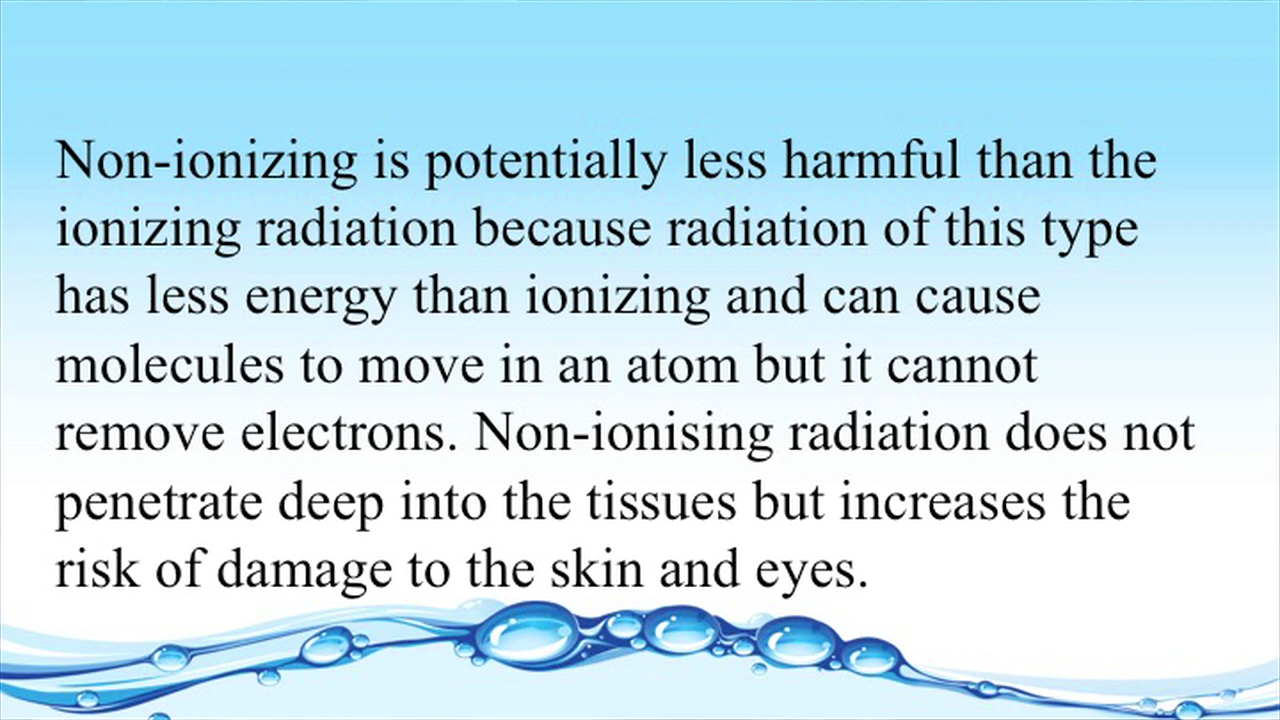 Non-ionizing is potentially less harmful than the
ionizing radiation because radiation of this type
has less energy than ionizing and can cause
molecules to move in an atom but it cannot
remove electrons. Non-ionising radiation does not
penetrate deep into the tissues but increases the
risk of damage to the skin and eyes.